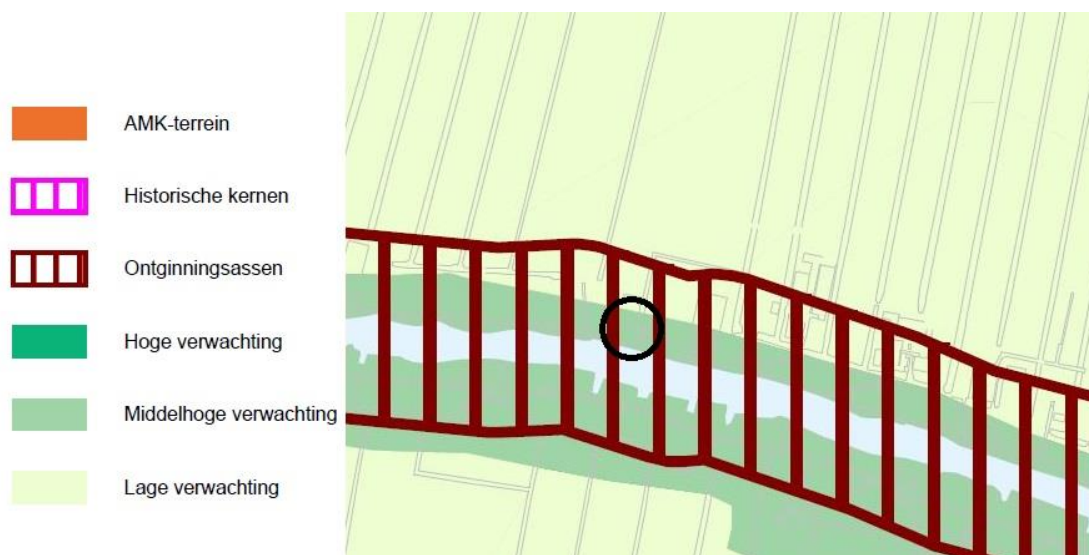 AMK-terrein
Historische kernen
Ontginningsassen
Hoge verwachting
Middelhoge verwachting
Lage verwachting